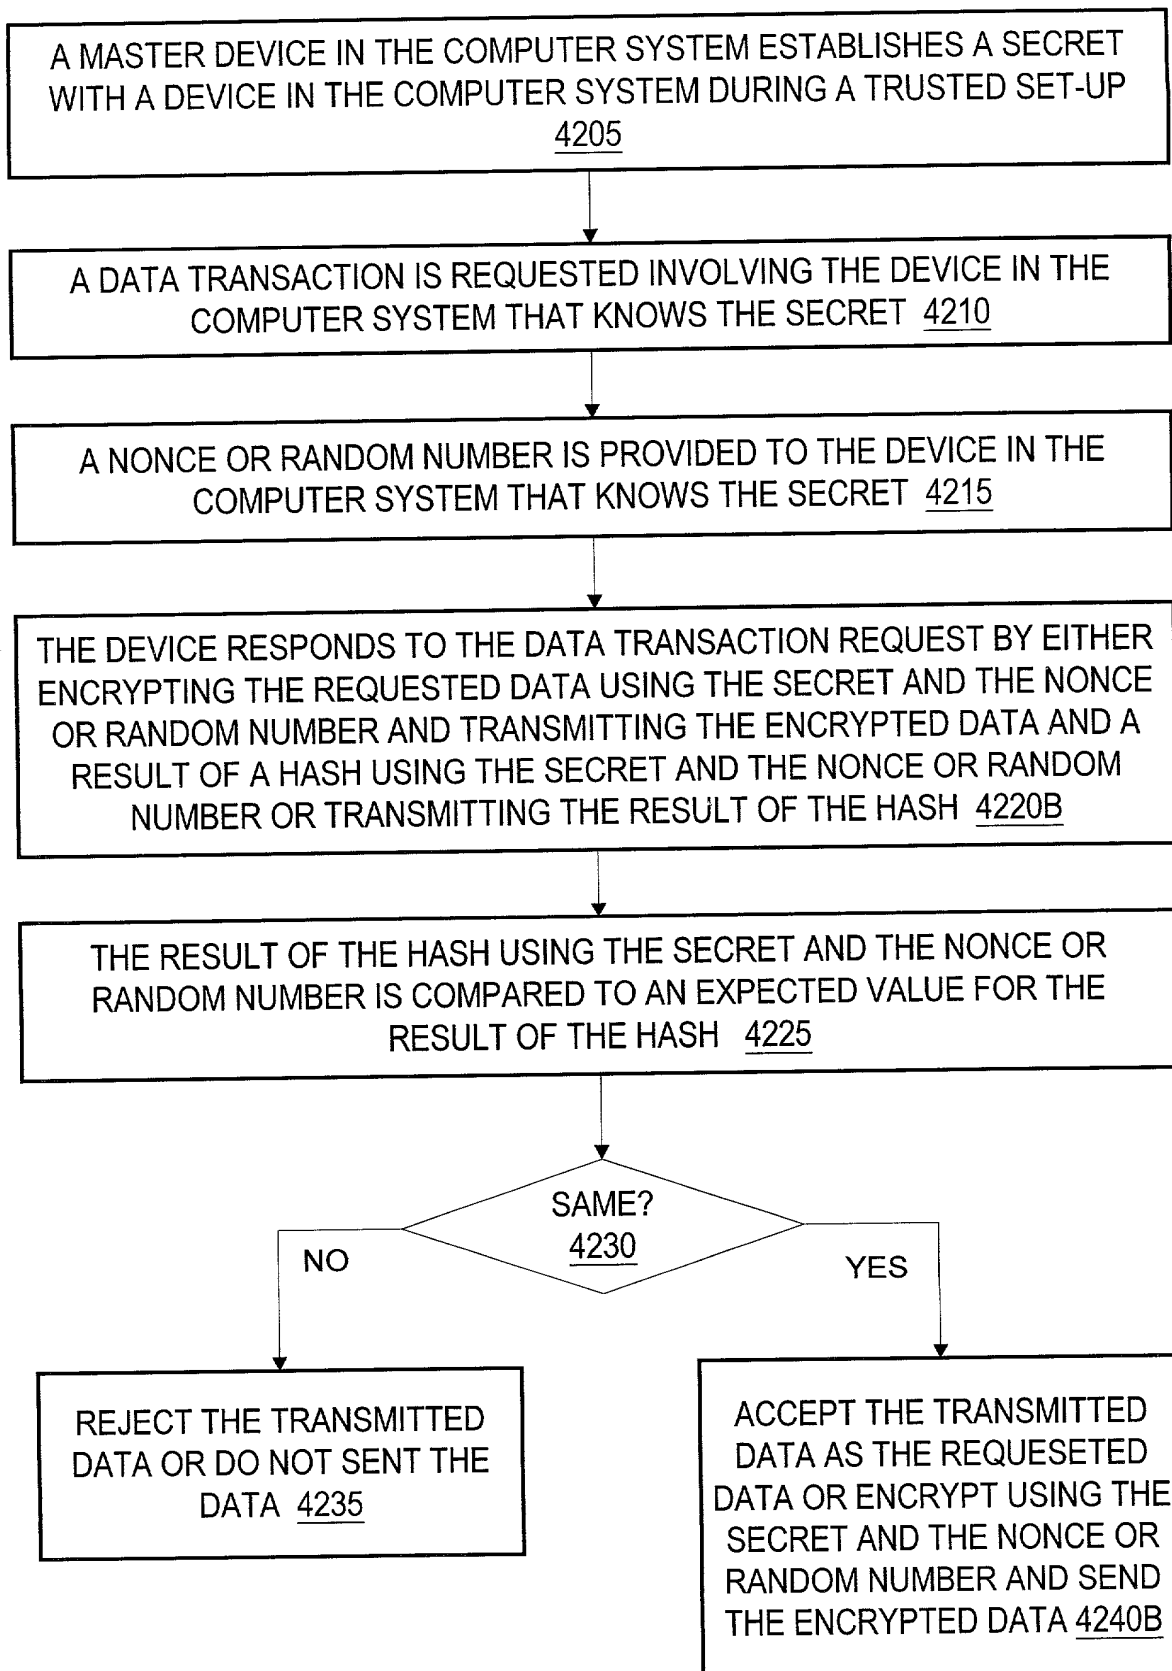 A MASTER DEVICE IN THE COMPUTER SYSTEM ESTABLISHES A SECRET
WITH A DEVICE IN THE COMPUTER SYSTEM DURING A TRUSTED SET-UP
4205
A DATA TRANSACTION IS REQUESTED INVOLVING THE DEVICE IN THE
COMPUTER SYSTEM THAT KNOWS THE SECRET 4210
A NONCE OR RANDOM NUMBER IS PROVIDED TO THE DEVICE IN THE
COMPUTER SYSTEM THAT KNOWS THE SECRET 4215
THE DEVICE RESPONDS TO THE DATA TRANSACTION REQUEST BY EITHER
ENCRYPTING THE REQUESTED DATA USING THE SECRET AND THE NONCE
OR RANDOM NUMBER AND TRANSMITTING THE ENCRYPTED DATA AND A
RESULT OF A HASH USING THE SECRET AND THE NONCE OR RANDOM
NUMBER OR TRANSMITTING THE RESULT OF THE HASH 4220B
THE RESULT OF THE HASH USING THE SECRET AND THE NONCE OR
RANDOM NUMBER IS COMPARED TO AN EXPECTED VALUE FOR THE
RESULT OF THE HASH 4225
SAME?
4230
NO
YES
REJECT THE TRANSMITTED
DATA OR DO NOT SENT THE
DATA 4235
ACCEPT THE TRANSMITTED
DATA AS THE REQUESETED
DATA OR ENCRYPT USING THE
SECRET AND THE NONCE OR
RANDOM NUMBER AND SEND
THE ENCRYPTED DATA 4240B